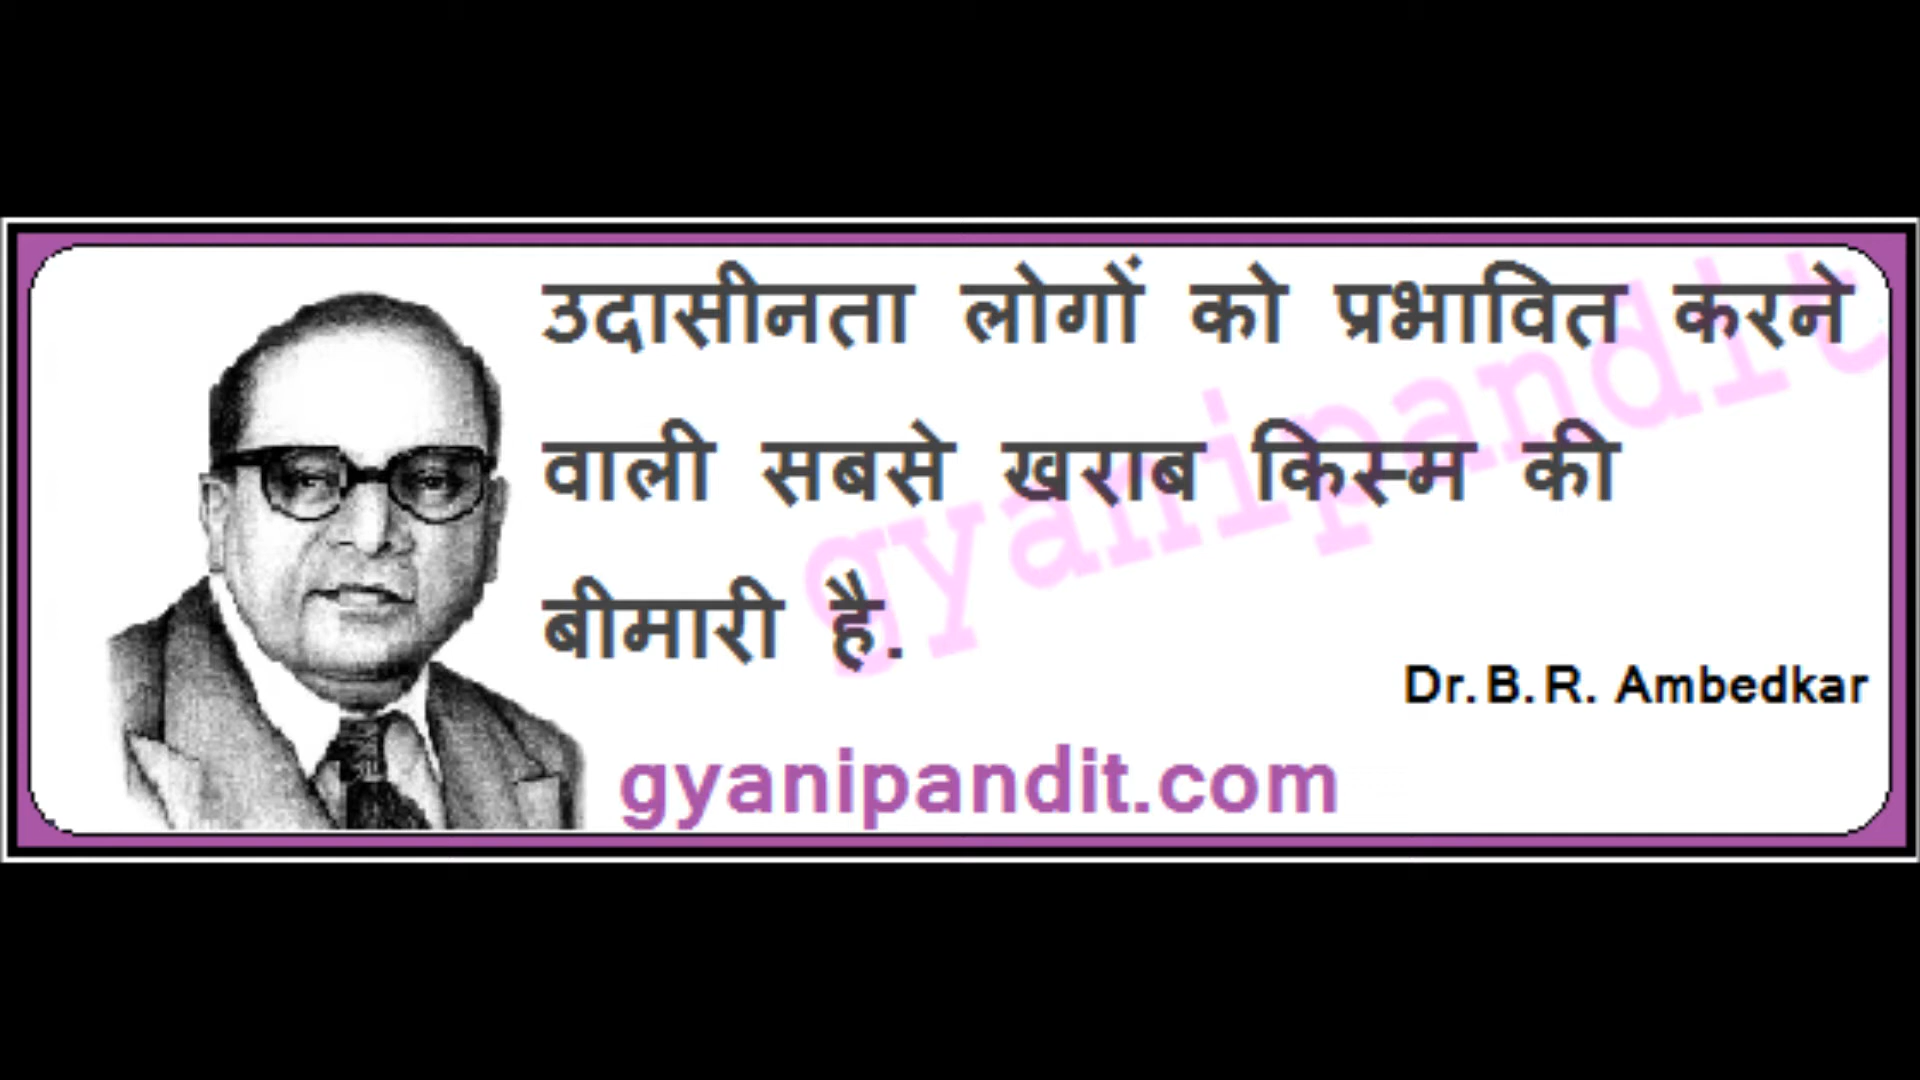 उदासीनता लोगों को प्रभावित करने
वाली सबसे खराब किस्म की
बीमारी है.
Dr. B. R. Ambedkar
gyanipandit.com
gyanipandit